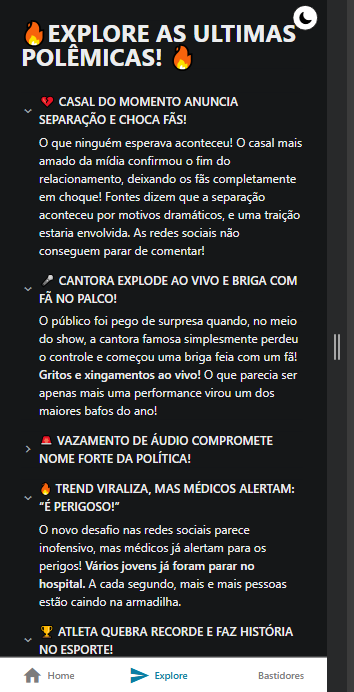 🔥EXPLORE AS ULTIMAS
POLÊMICAS! 🔥
💔 CASAL DO MOMENTO ANUNCIA
SEPARAÇÃO E CHOCA FÃS!
O que ninguém esperava aconteceu! O casal mais
amado da mídia confirmou o fim do
relacionamento, deixando os fãs completamente
em choque! Fontes dizem que a separação
aconteceu por motivos dramáticos, e uma traição
estaria envolvida. As redes sociais não
conseguem parar de comentar!
🎤 CANTORA EXPLODE AO VIVO E BRIGA COM
FÃ NO PALCO!
O público foi pego de surpresa quando, no meio
do show, a cantora famosa simplesmente perdeu
o controle e começou uma briga feia com um fã!
Gritos e xingamentos ao vivo! O que parecia ser
apenas mais uma performance virou um dos
maiores bafos do ano!
🚨 VAZAMENTO DE ÁUDIO COMPROMETE
NOME FORTE DA POLÍTICA!
🔥 TREND VIRALIZA, MAS MÉDICOS ALERTAM:
“É PERIGOSO!”
O novo desafio nas redes sociais parece
inofensivo, mas médicos já alertam para os
perigos! Vários jovens já foram parar no
hospital. A cada segundo, mais e mais pessoas
estão caindo na armadilha.
🏆 ATLETA QUEBRA RECORDE E FAZ HISTÓRIA
NO ESPORTE!
Home
Explore
Bastidores